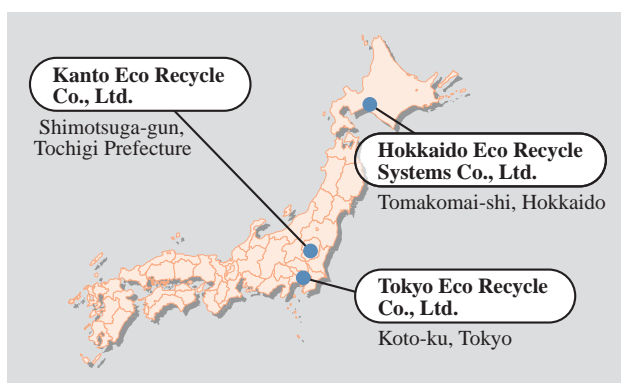 Kanto Eco Recycle
Co., Ltd.
Shimotsuga-gun,
Tochigi Prefecture
Hokkaido Eco Recycle
Systems Co., Ltd.
Tomakomai-shi, Hokkaido
Tokyo Eco Recycle
Co., Ltd.
Koto-ku, Tokyo